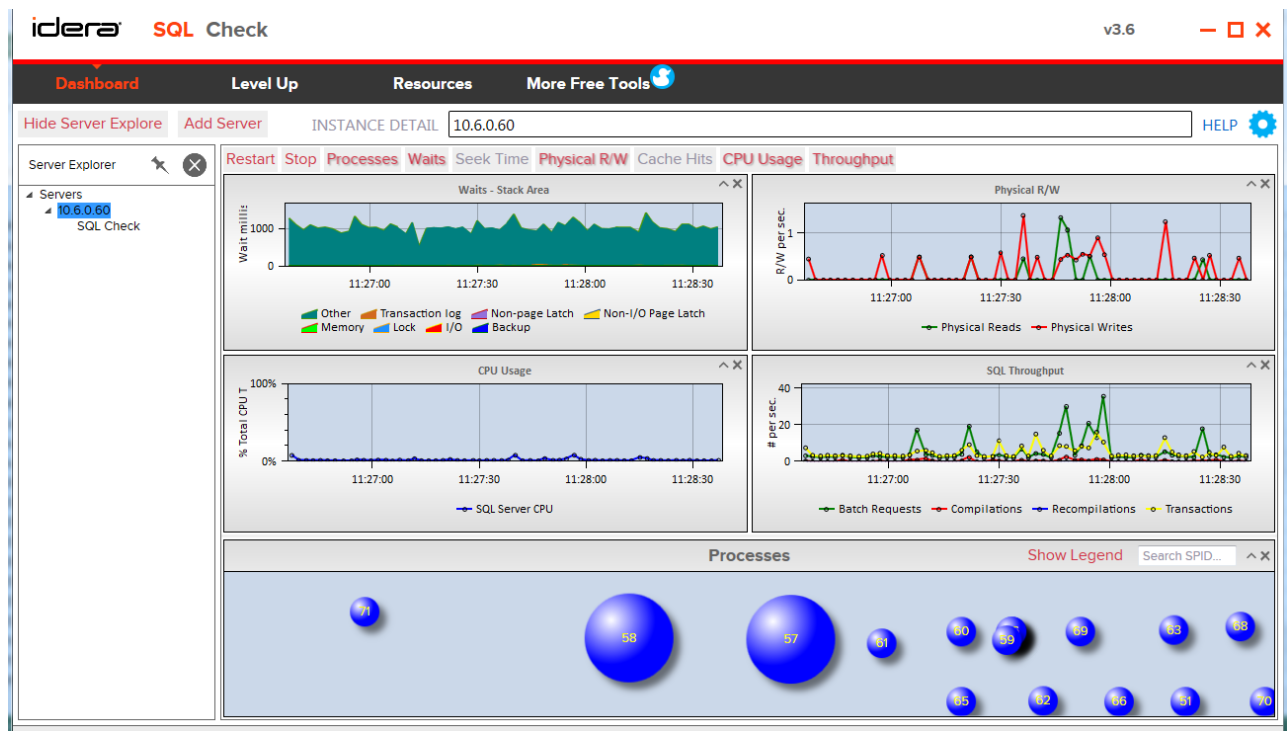 idera SQL Check
v3.6
Dashboard Level Up Resources More Free Tools
Hide Server Explore Add Server INSTANCE DETAIL 10.6.0.60 HELP
Server Explorer
Servers
10.6.0.60
SQL Check
Restart Stop Processes Waits Seek Time Physical R/W Cache Hits CPU Usage Throughput
Waits - Stack Area
Wait millis
1000
0
11:27:00 11:27:30 11:28:00 11:28:30
Other Transaction log Non-page Latch Non-I/O Page Latch
Memory Lock I/O Backup
Physical R/W
R/W per sec.
1
0
11:27:00 11:27:30 11:28:00 11:28:30
Physical Reads Physical Writes
CPU Usage
% Total CPU T
100%
0%
11:27:00 11:27:30 11:28:00 11:28:30
SQL Server CPU
SQL Throughput
# per sec.
40
20
0
11:27:00 11:27:30 11:28:00 11:28:30
Batch Requests Compilations Recompilations Transactions
Processes Show Legend Search SPID...
71 58 57 61 60 59 69 63 68
65 62 66 51 70